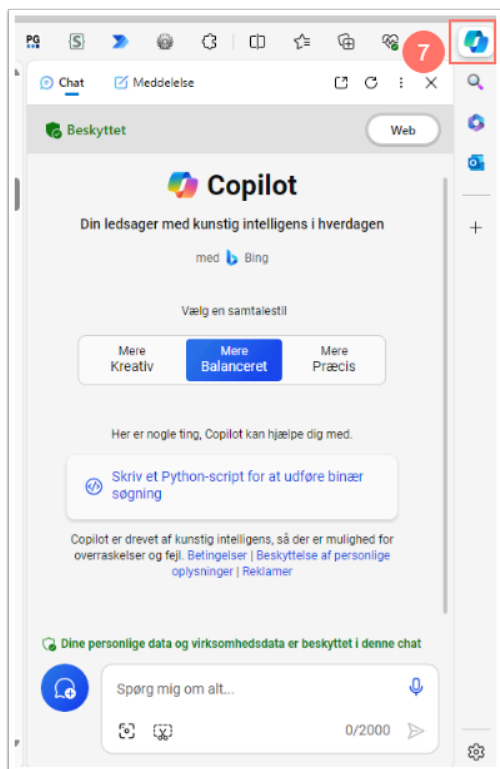 PG
S
7
Chat
Meddelelse
Beskyttet
Web
Copilot
Din ledsager med kunstig intelligens i hverdagen
med Bing
Vælg en samtalestil
Mere
Kreativ
Mere
Balanceret
Mere
Præcis
Her er nogle ting, Copilot kan hjælpe dig med.
Skriv et Python-script for at udføre binær
søgning
Copilot er drevet af kunstig intelligens, så der er mulighed for
overraskelser og fejl. Betingelser | Beskyttelse af personlige
oplysninger | Reklamer
Dine personlige data og virksomhedsdata er beskyttet i denne chat
Spørg mig om alt...
0/2000